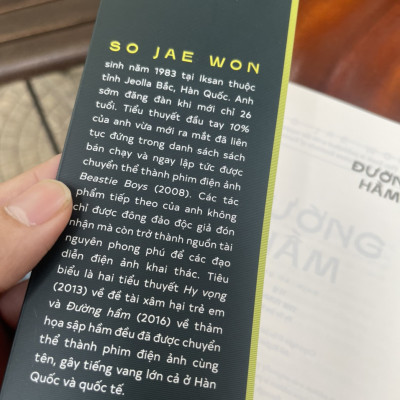 SO JAE WON
sinh năm 1983 tại Iksan thuộc
tỉnh Jeolla Bắc, Hàn Quốc. Anh
sớm đăng đàn khi mới chỉ 26
tuổi. Tiểu thuyết đầu tay 10%
của anh vừa mới ra mắt đã liên
tục đứng trong danh sách sách
bán chạy và ngay lập tức được
chuyển thể thành phim điện ảnh
Beastie Boys (2008). Các tác
phẩm tiếp theo của anh không
chỉ được đông đảo độc giả đón
nhận mà còn trở thành nguồn tài
nguyên phong phú để các đạo
diễn điện ảnh khai thác. Tiêu
biểu là hai tiểu thuyết Hy vọng
(2013) về đề tài xâm hại trẻ em
và Đường hầm (2016) về thảm
họa sập hầm đều đã được chuyển
thể thành phim điện ảnh cùng
tên, gây tiếng vang lớn cả ở Hàn
Quốc và quốc tế.
ĐƯỜN
HẦM
ƯỜNG
HẦM